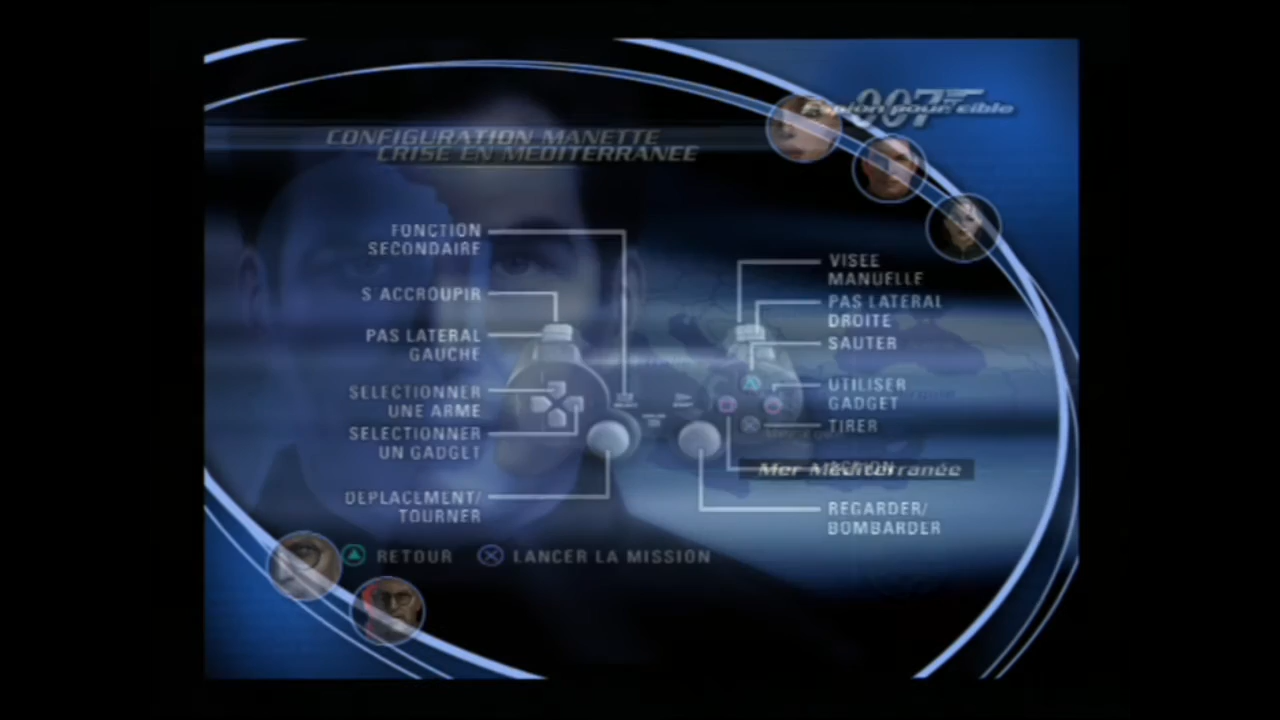 007
Espion pour cible
CONFIGURATION MANETTE
CRISE EN MEDITERRANEE
FONCTION
SECONDAIRE
S'ACCROUPIR
PAS LATERAL
GAUCHE
SELECTIONNER
UNE ARME
SELECTIONNER
UN GADGET
DEPLACEMENT/
TOURNER
VISEE
MANUELLE
PAS LATERAL
DROITE
SAUTER
UTILISER
GADGET
TIRER
ACTION
Mer Méditerranée
REGARDER/
BOMBARDER
RETOUR
LANCER LA MISSION